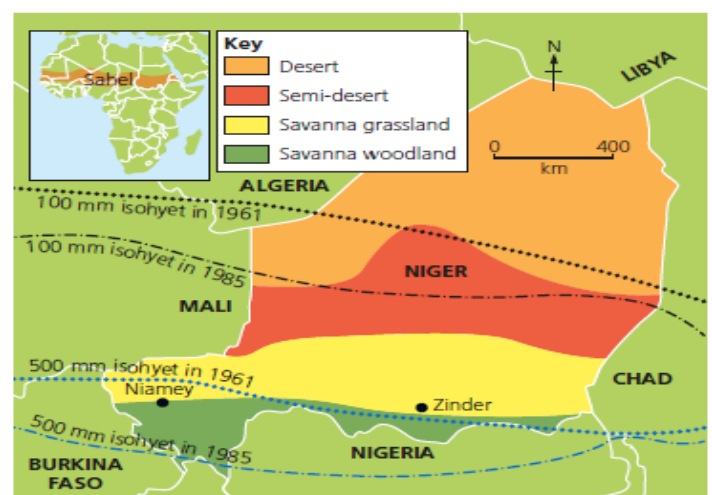 Sahel
Key
Desert
Semi-desert
Savanna grassland
Savanna woodland
N
LIBYA
0 400
km
ALGERIA
100 mm isohyet in 1961
100 mm isohyet in 1985
NIGER
MALI
500 mm isohyet in 1961
CHAD
Niamey
Zinder
500 mm isohyet in 1985
NIGERIA
BURKINA
FASO